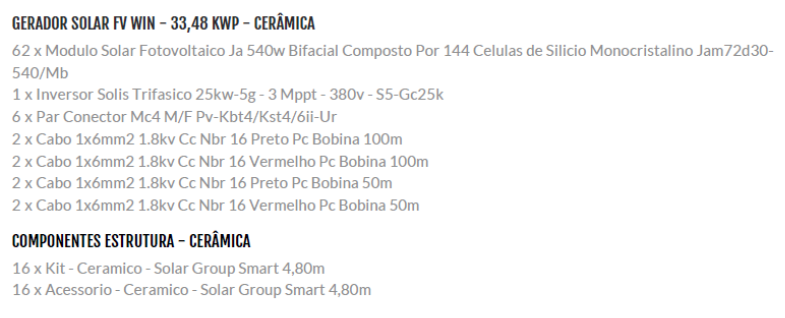 GERADOR SOLAR FV WIN - 33,48 KWP - CERÂMICA
62 x Modulo Solar Fotovoltaico Ja 540w Bifacial Composto Por 144 Celulas de Silicio Monocristalino Jam72d30-
540/Mb
1 x Inversor Solis Trifasico 25kw-5g - 3 Mppt - 380v - S5-Gc25k
6 x Par Conector Mc4 M/F Pv-Kbt4/Kst4/6ii-Ur
2 x Cabo 1x6mm2 1.8kv Cc Nbr 16 Preto Pc Bobina 100m
2 x Cabo 1x6mm2 1.8kv Cc Nbr 16 Vermelho Pc Bobina 100m
2 x Cabo 1x6mm2 1.8kv Cc Nbr 16 Preto Pc Bobina 50m
2 x Cabo 1x6mm2 1.8kv Cc Nbr 16 Vermelho Pc Bobina 50m
COMPONENTES ESTRUTURA - CERÂMICA
16 x Kit - Ceramico - Solar Group Smart 4,80m
16 x Acessorio - Ceramico - Solar Group Smart 4,80m